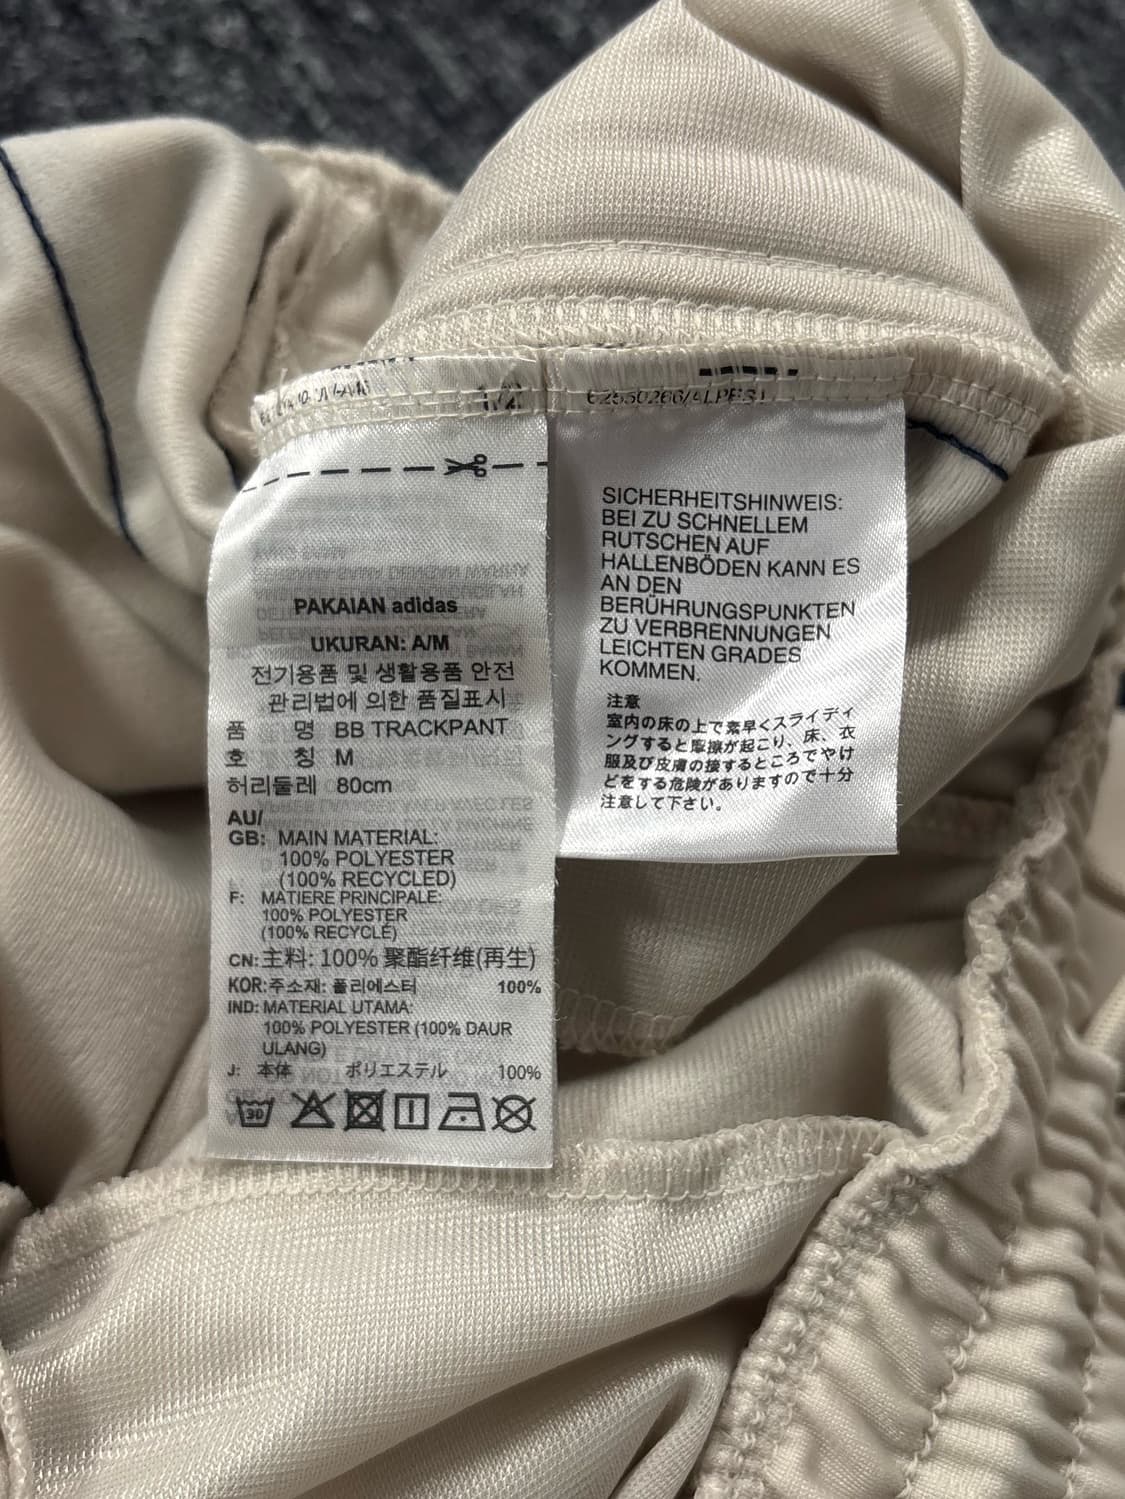 1/2
PAKAIAN adidas
UKURAN: A/M
전기용품 및 생활용품 안전
관리법에 의한 품질표시
품 명 BB TRACKPANT
호 칭 M
허리둘레 80cm
AU/
GB: MAIN MATERIAL:
100% POLYESTER
(100% RECYCLED)
F: MATIERE PRINCIPALE:
100% POLYESTER
(100% RECYCLÉ)
CN: 主料: 100% 聚酯纤维(再生)
KOR: 주소재: 폴리에스터 100%
IND: MATERIAL UTAMA:
100% POLYESTER (100% DAUR
ULANG)
J: 本体 ポリエステル 100%
30
SICHERHEITSHINWEIS:
BEI ZU SCHNELLEM
RUTSCHEN AUF
HALLENBÖDEN KANN ES
AN DEN
BERÜHRUNGSPUNKTEN
ZU VERBRENNUNGEN
LEICHTEN GRADES
KOMMEN.
注意
室内の床の上で素早くスライディ
ングすると摩擦が起こり、床、衣
服及び皮膚の接するところでやけ
どをする危険がありますので十分
注意して下さい。